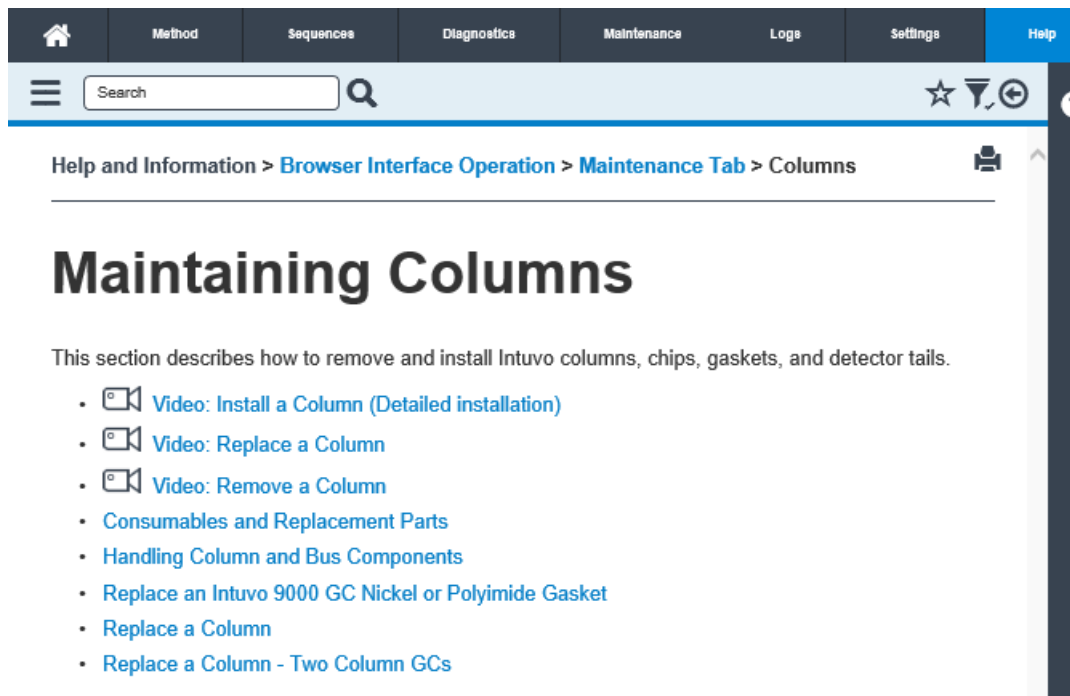 Method Sequences Diagnostics Maintenance Logs Settings Help
Search
Help and Information > Browser Interface Operation > Maintenance Tab > Columns
Maintaining Columns
This section describes how to remove and install Intuvo columns, chips, gaskets, and detector tails.
• Video: Install a Column (Detailed installation)
• Video: Replace a Column
• Video: Remove a Column
• Consumables and Replacement Parts
• Handling Column and Bus Components
• Replace an Intuvo 9000 GC Nickel or Polyimide Gasket
• Replace a Column
• Replace a Column - Two Column GCs